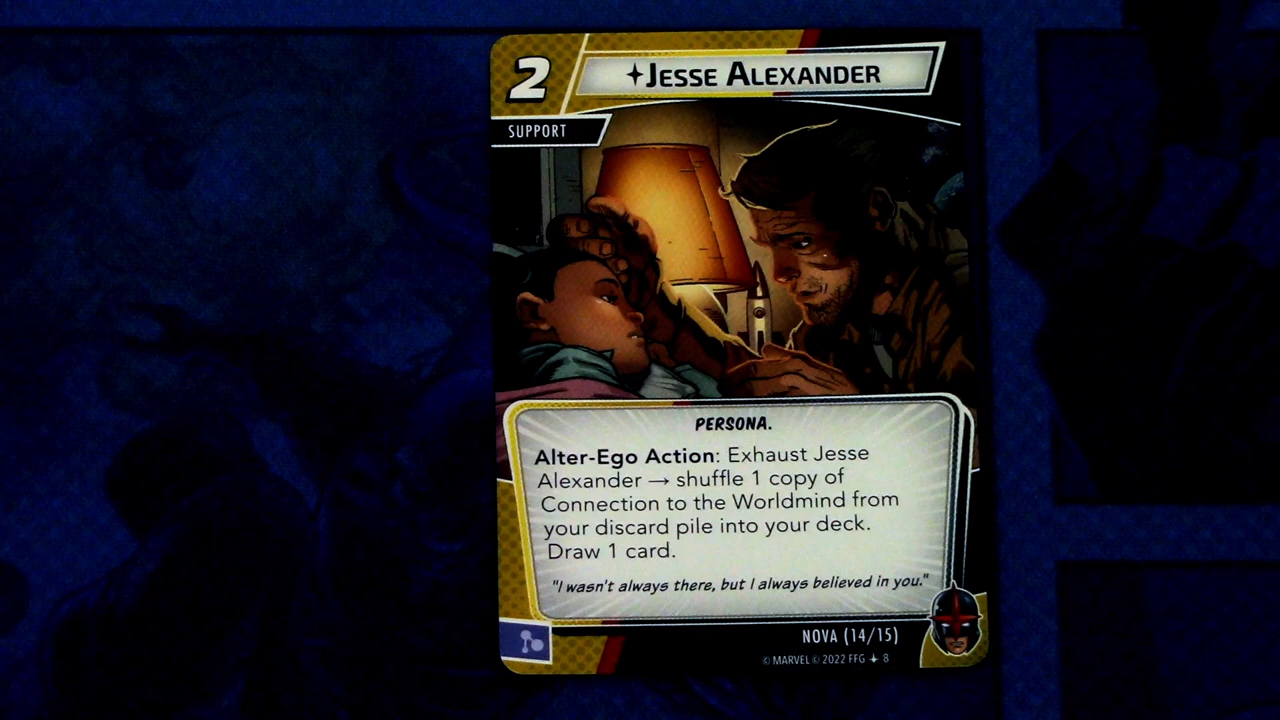 2
JESSE ALEXANDER
SUPPORT
PERSONA.
Alter-Ego Action: Exhaust Jesse
Alexander → shuffle 1 copy of
Connection to the Worldmind from
your discard pile into your deck.
Draw 1 card.
"I wasn't always there, but I always believed in you."
NOVA (14/15)
© MARVEL © 2022 FFG ✦ 8